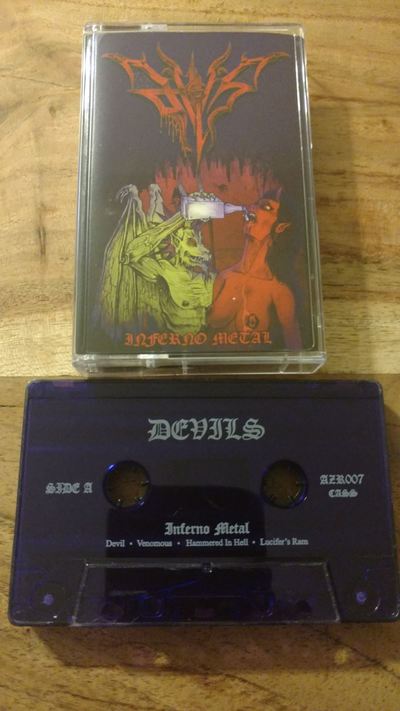 INFERNO METAL
DEVILS
SIDE A
AZR007
CASS
Inferno Metal
Devil • Venomous • Hammered In Hell • Lucifer's Ram